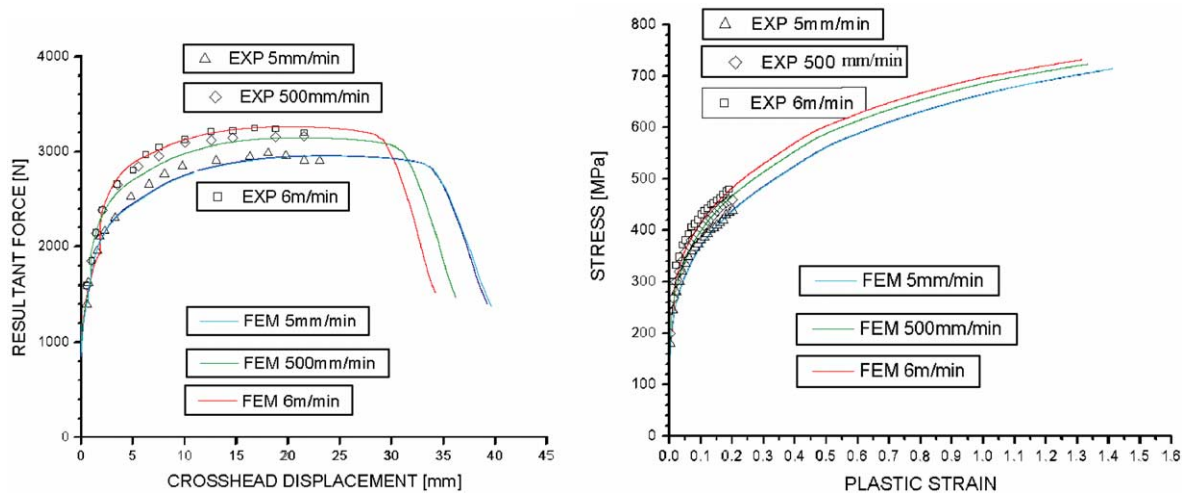 EXP 5mm/min
EXP 500mm/min
EXP 6m/min
FEM 5mm/min
FEM 500mm/min
FEM 6m/min
RESULTANT FORCE [N]
4000
3000
2000
1000
0
0 5 10 15 20 25 30 35 40 45
CROSSHEAD DISPLACEMENT [mm]
EXP 5mm/min
EXP 500 mm/min
EXP 6m/min
FEM 5mm/min
FEM 500mm/min
FEM 6m/min
STRESS [MPa]
800
700
600
500
400
300
200
100
0
0.0 0.1 0.2 0.3 0.4 0.5 0.6 0.7 0.8 0.9 1.0 1.1 1.2 1.3 1.4 1.5 1.6
PLASTIC STRAIN